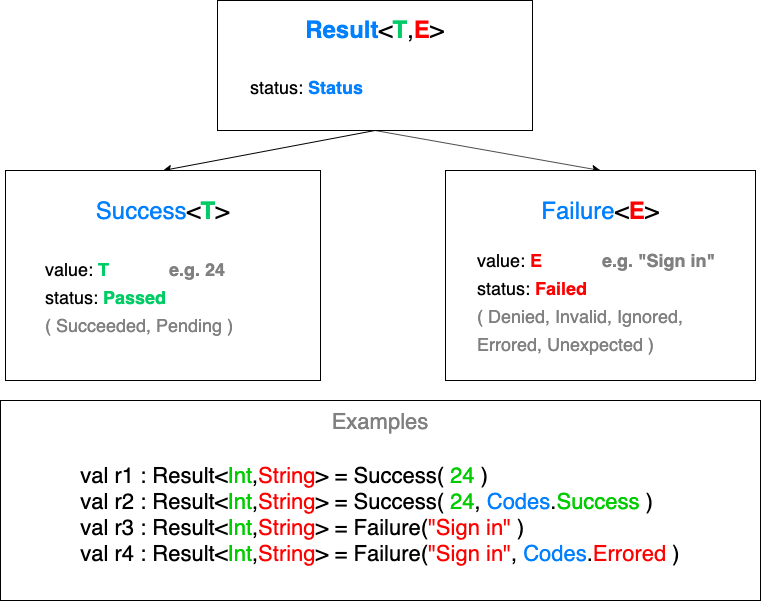 Result<T,E>
status: Status
Success<T>
value: T e.g. 24
status: Passed
( Succeeded, Pending )
Failure<E>
value: E e.g. "Sign in"
status: Failed
( Denied, Invalid, Ignored,
Errored, Unexpected )
Examples
val r1 : Result<Int,String> = Success( 24 )
val r2 : Result<Int,String> = Success( 24, Codes.Success )
val r3 : Result<Int,String> = Failure("Sign in" )
val r4 : Result<Int,String> = Failure("Sign in", Codes.Errored )